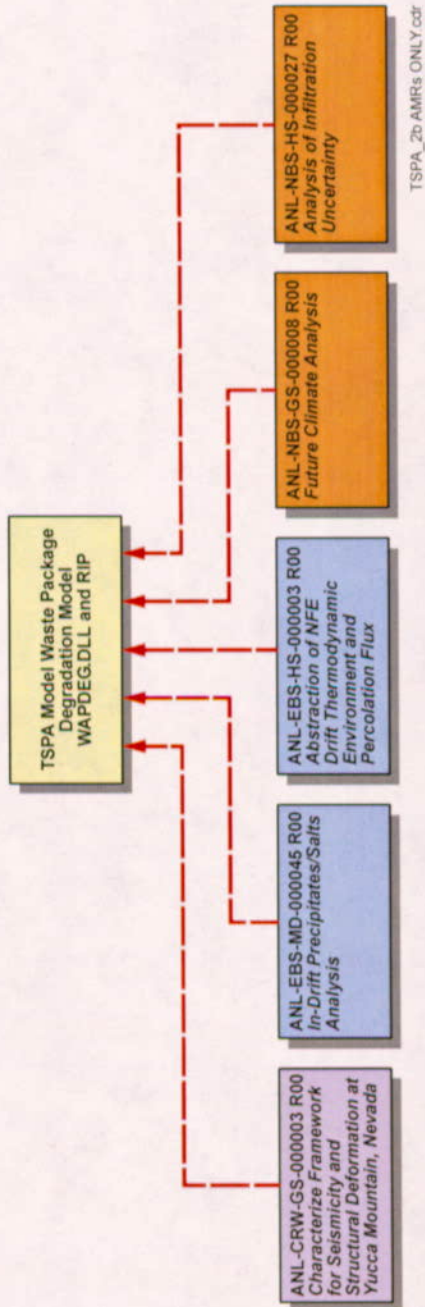 TSPA Model Waste Package
Degradation Model
WAPDEG.DLL and RIP
ANL-CRW-GS-000003 R00
Characterize Framework
for Seismicity and
Structural Deformation at
Yucca Mountain, Nevada
ANL-EBS-MD-000045 R00
In-Drift Precipitates/Salts
Analysis
ANL-EBS-HS-000003 R00
Abstraction of NFE
Drift Thermodynamic
Environment and
Percolation Flux
ANL-NBS-GS-000008 R00
Future Climate Analysis
ANL-NBS-HS-000027 R00
Analysis of Infiltration
Uncertainty
TSPA_2b AMRs ONLY.cdr